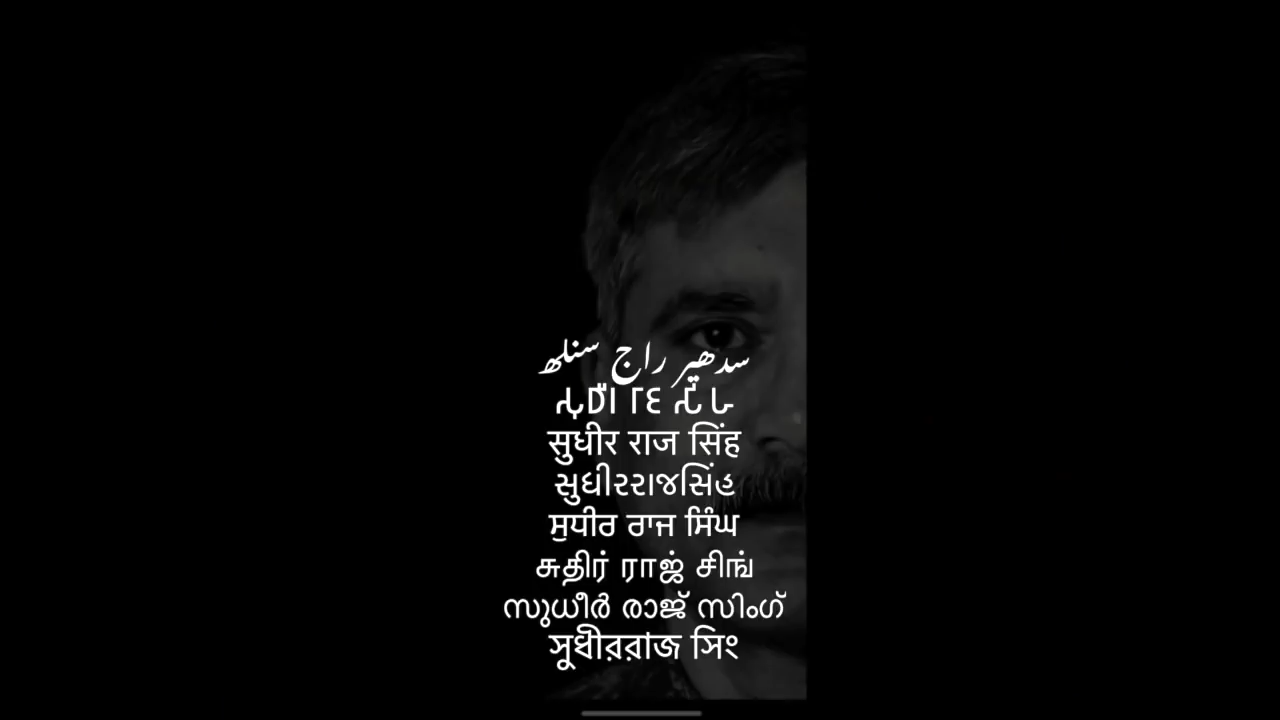 سدھیر راج سنلھ
सुधीर राज सिंह
સુધીરરાજસિંહ
ਸੁਧੀਰ ਰਾਜ ਸਿੰਘ
சுதிர் ராஜ் சிங்
സുധീർ രാജ് സിംഗ്
সুধীররাজ সিং